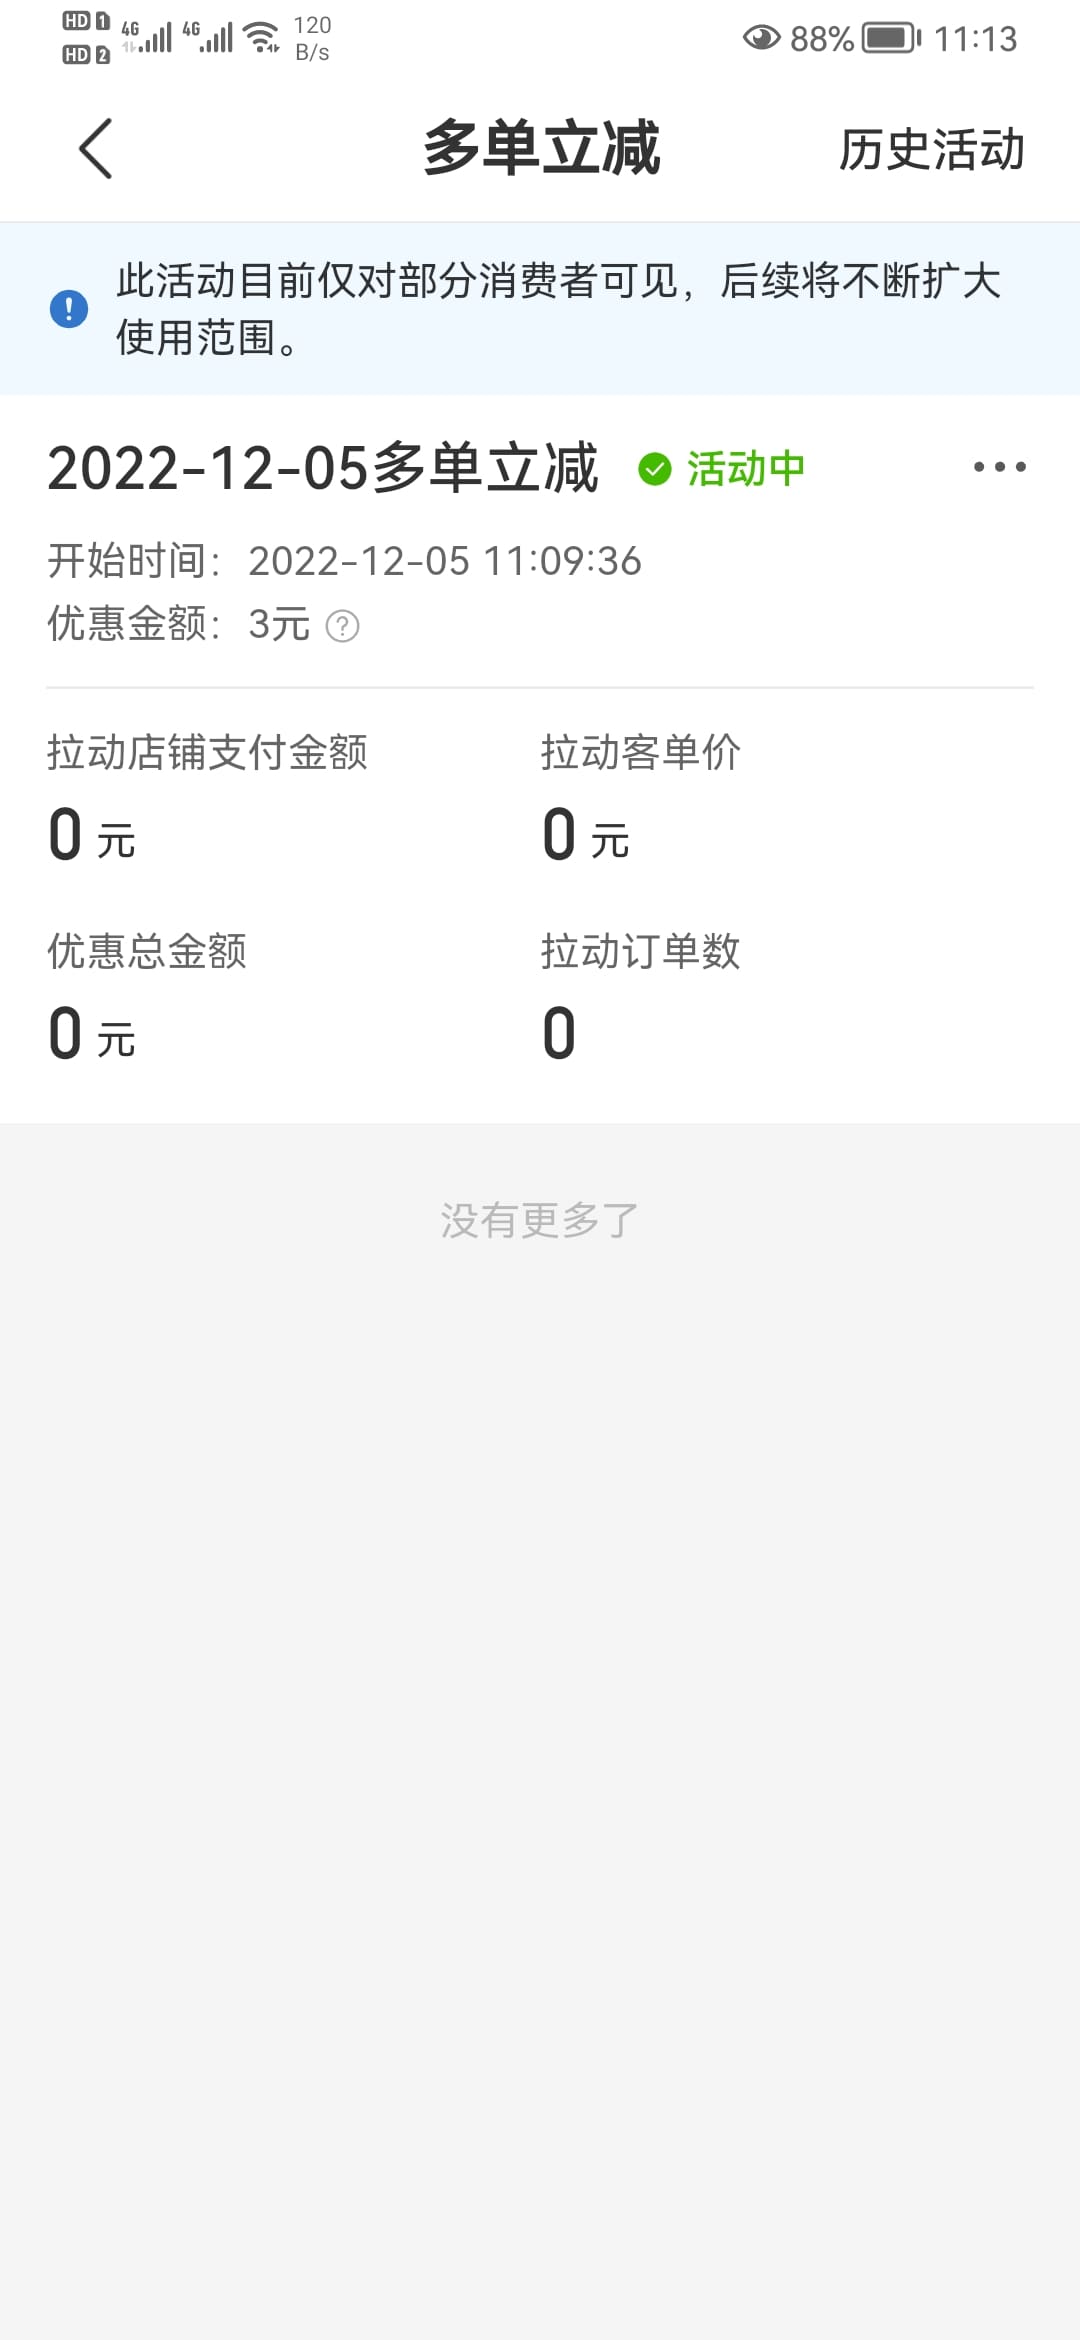 HD 1 4G 4G 120
HD 2 B/s
88% 11:13
多单立减
历史活动
此活动目前仅对部分消费者可见，后续将不断扩大
使用范围。
2022-12-05多单立减 活动中
开始时间：2022-12-05 11:09:36
优惠金额：3元 ?
拉动店铺支付金额 拉动客单价
0 元 0 元
优惠总金额 拉动订单数
0 元 0
没有更多了